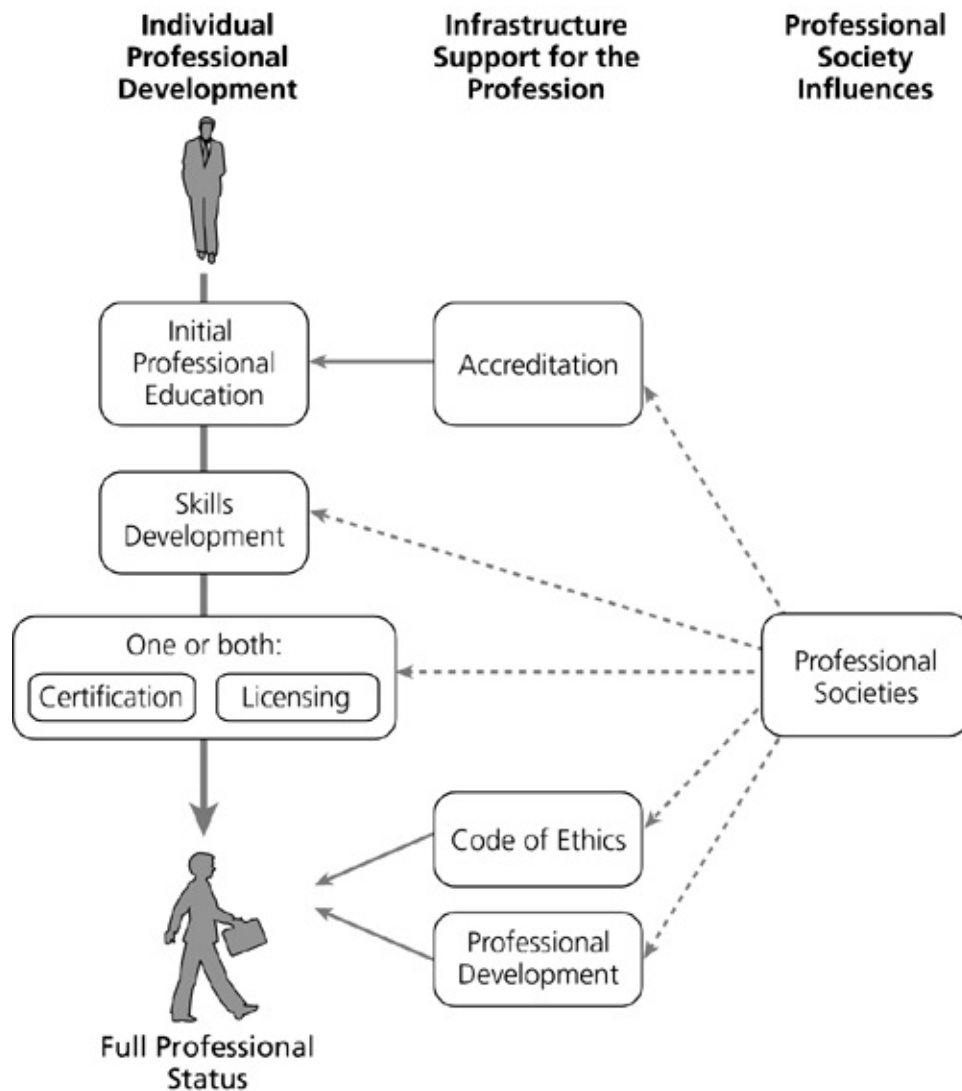 Individual
Professional
Development
Infrastructure
Support for the
Profession
Professional
Society
Influences
Initial
Professional
Education
Accreditation
Skills
Development
One or both:
Certification
Licensing
Professional
Societies
Code of Ethics
Professional
Development
Full Professional
Status